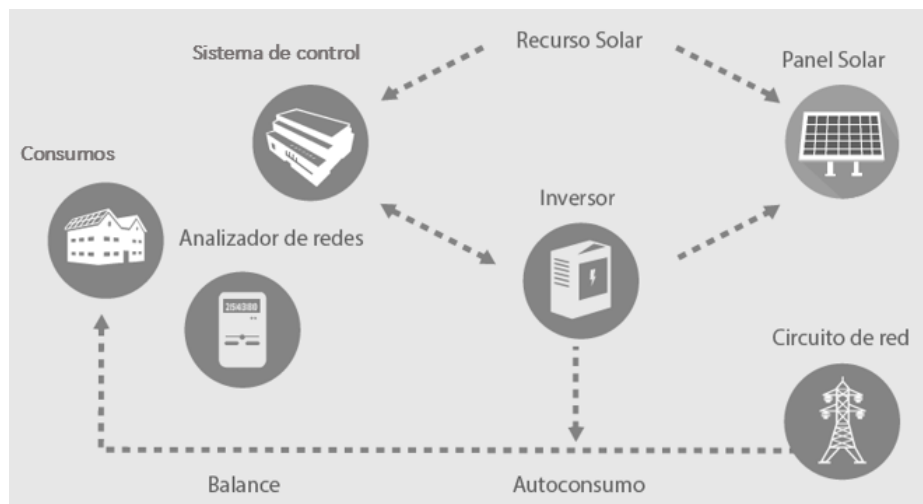 Recurso Solar
Sistema de control
Panel Solar
Consumos
Inversor
Analizador de redes
254380
Circuito de red
Balance
Autoconsumo